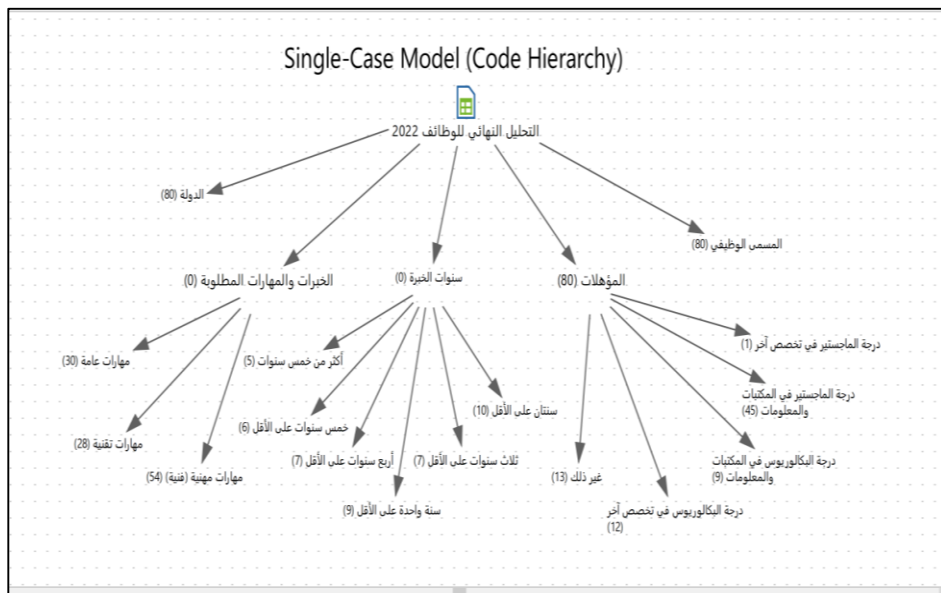 Single-Case Model (Code Hierarchy)
التحليل النهائي للوظائف 2022
الدولة (80)
المسمى الوظيفي (80)
المؤهلات (80)
سنوات الخبرة (0)
الخبرات والمهارات المطلوبة (0)
درجة الماجستير في تخصص آخر (1)
أكثر من خمس سنوات (5)
مهارات عامة (30)
درجة الماجستير في المكتبات
والمعلومات (45)
سنتان على الأقل (10)
خمس سنوات على الأقل (6)
مهارات تقنية (28)
درجة البكالوريوس في المكتبات
والمعلومات (9)
ثلاث سنوات على الأقل (7)
أربع سنوات على الأقل (7)
غير ذلك (13)
مهارات مهنية (فنية) (54)
درجة البكالوريوس في تخصص آخر
(12)
سنة واحدة على الأقل (9)